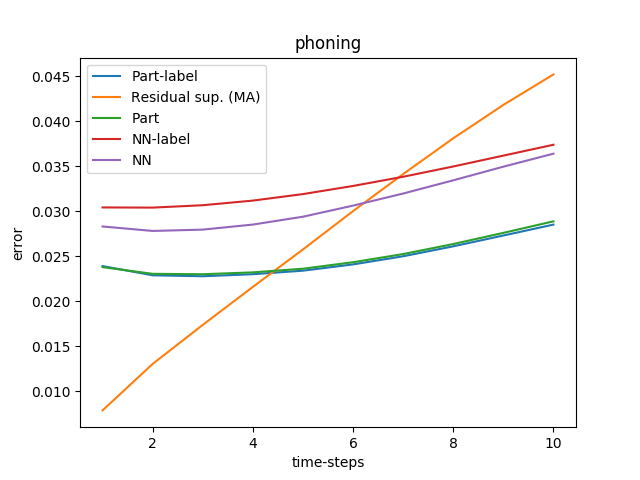 phoning
Part-label
Residual sup. (MA)
Part
NN-label
NN
0.045
0.040
0.035
0.030
0.025
0.020
0.015
0.010
error
2 4 6 8 10
time-steps